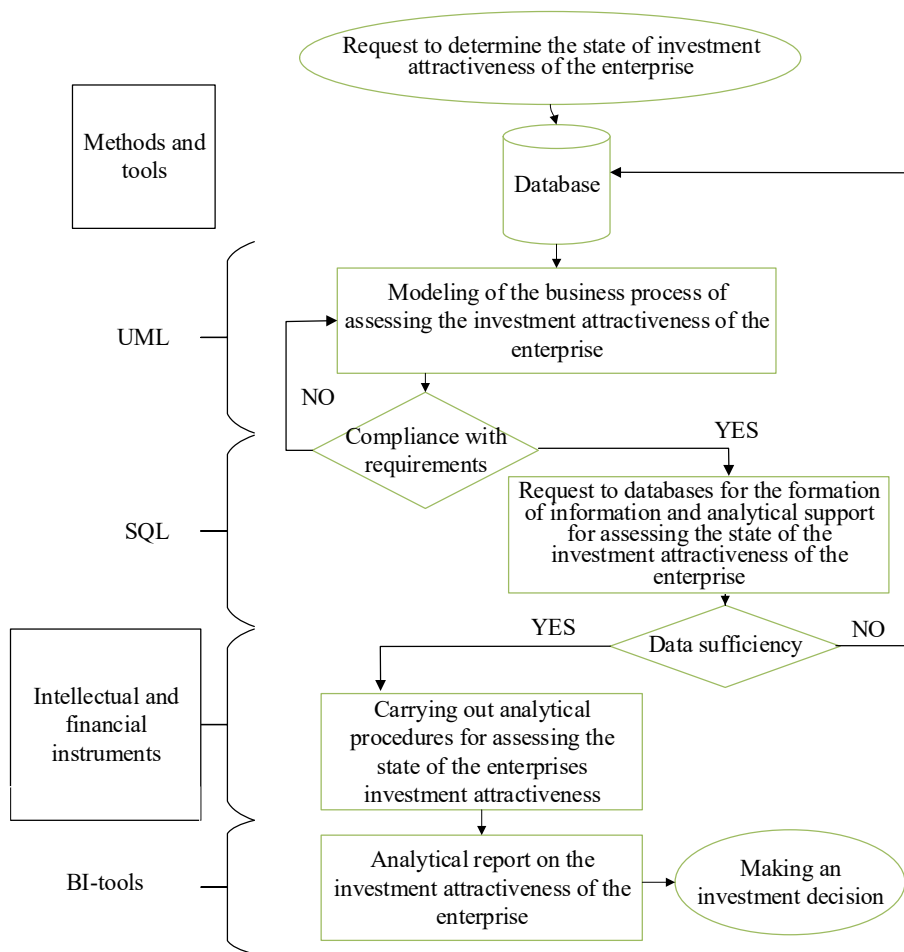 Request to determine the state of investment
attractiveness of the enterprise
Methods and
tools
Database
Modeling of the business process of
assessing the investment attractiveness of the
enterprise
UML
NO
Compliance with
requirements
YES
Request to databases for the formation
of information and analytical support
for assessing the state of the
investment attractiveness of the
enterprise
SQL
YES
Data sufficiency
NO
Intellectual and
financial
instruments
Carrying out analytical
procedures for assessing the
state of the enterprises
investment attractiveness
BI-tools
Analytical report on the
investment attractiveness of the
enterprise
Making an
investment decision